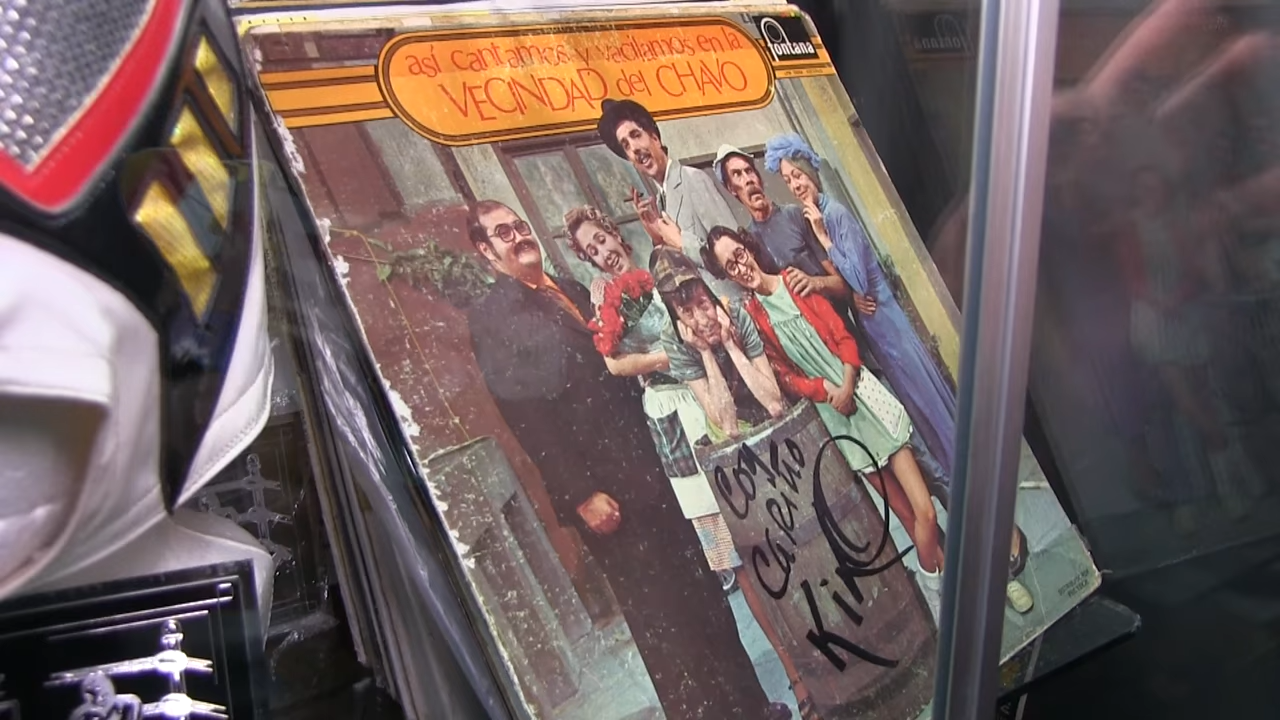 así cantamos y vacilamos en la
VECINDAD del CHAVO
fontana
Con
Cariño
Kiko